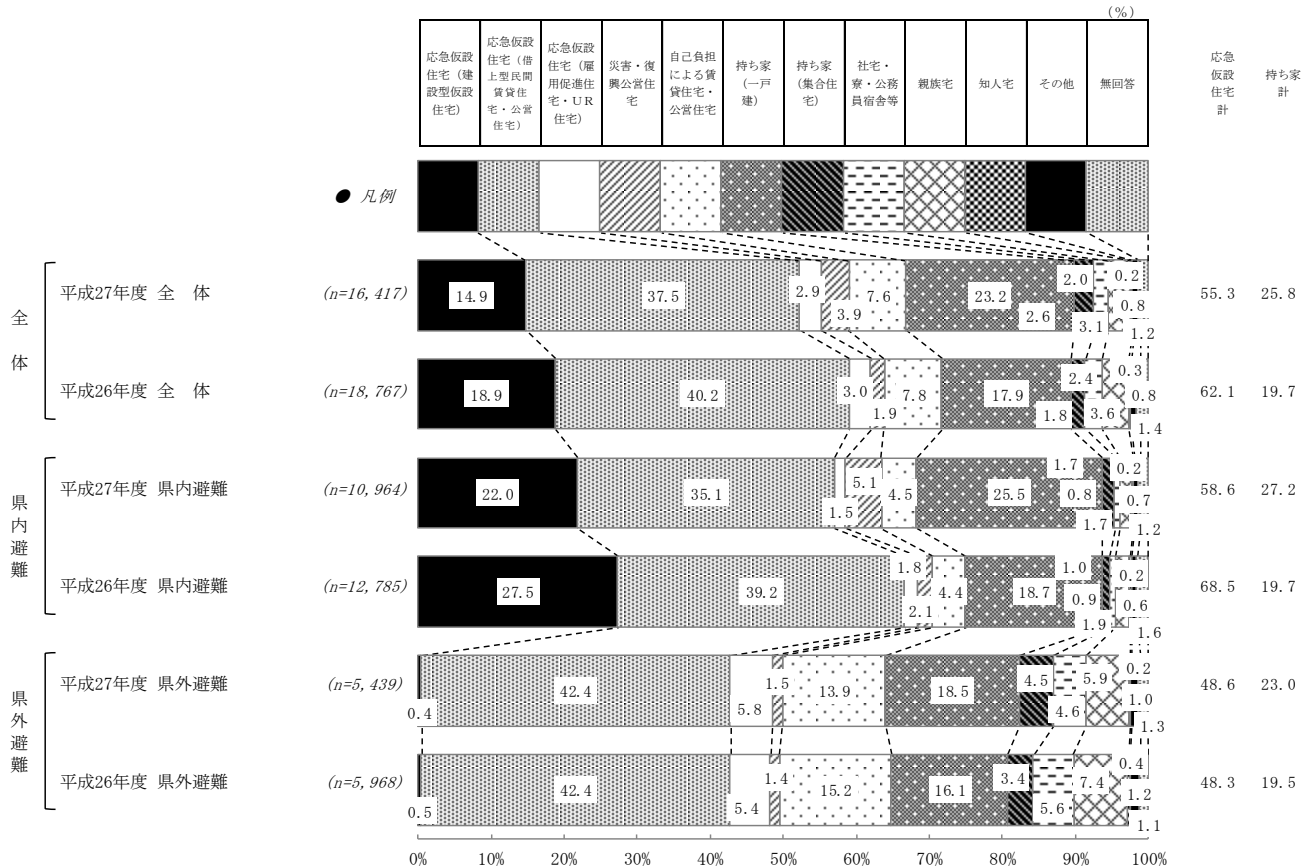 (%)
応急仮設
住宅（建
設型仮設
住宅）
応急仮設
住宅（借
上型民間
賃貸住
宅・公営
住宅）
応急仮設
住宅（雇
用促進住
宅・UR
住宅）
災害・復
興公営住
宅
自己負担
による賃
貸住宅・
公営住宅
持ち家
（一戸
建）
持ち家
（集合住
宅）
社宅・
寮・公務
員宿舎等
親族宅
知人宅
その他
無回答
応急
仮設
住宅
計
持ち家
計
凡例
全体
平成27年度 全 体 (n=16,417) 14.9 37.5 2.9 3.9 7.6 23.2 2.6 2.0 3.1 0.2 0.8 1.2 55.3 25.8
平成26年度 全 体 (n=18,767) 18.9 40.2 3.0 1.9 7.8 17.9 1.8 2.4 3.6 0.3 0.8 1.4 62.1 19.7
県内避難
平成27年度 県内避難 (n=10,964) 22.0 35.1 1.5 5.1 4.5 25.5 1.7 0.8 1.7 0.2 0.7 1.2 58.6 27.2
平成26年度 県内避難 (n=12,785) 27.5 39.2 1.8 2.1 4.4 18.7 1.0 0.9 1.9 0.2 0.6 1.6 68.5 19.7
県外避難
平成27年度 県外避難 (n=5,439) 0.4 42.4 5.8 1.5 13.9 18.5 4.5 4.6 5.9 0.2 1.0 1.3 48.6 23.0
平成26年度 県外避難 (n=5,968) 0.5 42.4 5.4 1.4 15.2 16.1 3.4 5.6 7.4 0.4 1.2 1.1 48.3 19.5
0% 10% 20% 30% 40% 50% 60% 70% 80% 90% 100%